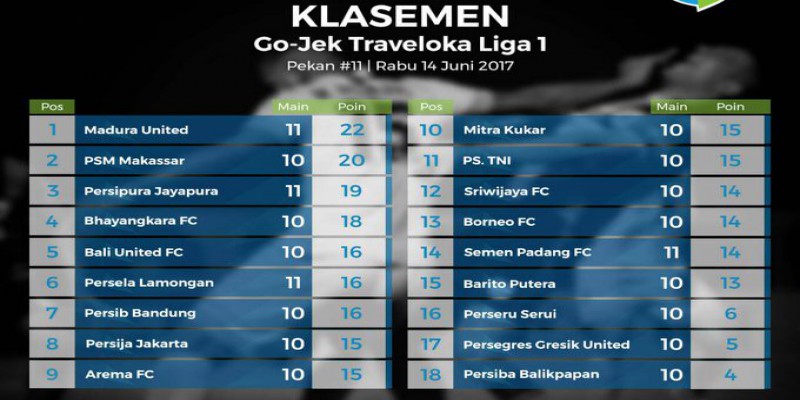 KLASEMEN
Go-Jek Traveloka Liga 1
Pekan #11 | Rabu 14 Juni 2017
Pos Main Poin
1 Madura United 11 22
2 PSM Makassar 10 20
3 Persipura Jayapura 11 19
4 Bhayangkara FC 10 18
5 Bali United FC 10 16
6 Persela Lamongan 11 16
7 Persib Bandung 10 16
8 Persija Jakarta 10 15
9 Arema FC 10 15
Pos Main Poin
10 Mitra Kukar 10 15
11 PS. TNI 10 15
12 Sriwijaya FC 10 14
13 Borneo FC 10 14
14 Semen Padang FC 11 14
15 Barito Putera 10 13
16 Perseru Serui 10 6
17 Persegres Gresik United 10 5
18 Persiba Balikpapan 10 4